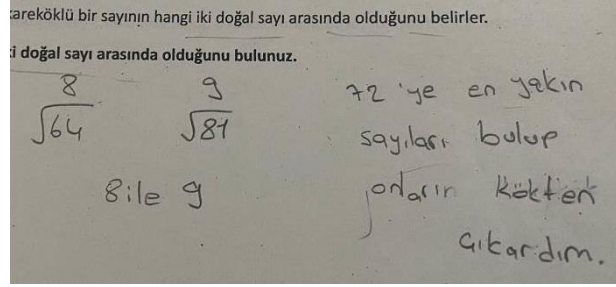 kareköklü bir sayının hangi iki doğal sayı arasında olduğunu belirler.
ki doğal sayı arasında olduğunu bulunuz.
8 9
√64 √81
8 ile 9
72'ye en yakın
sayıları bulup
onların kökten
çıkardım.